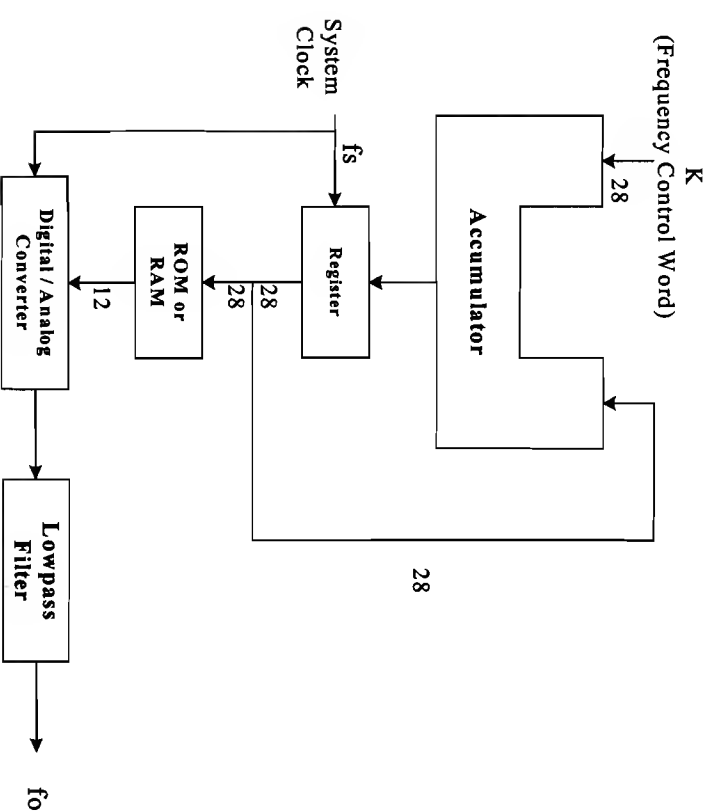 K
(Frequency Control Word)
28
Accumulator
28
System
Clock
fs
Register
28
28
ROM or
RAM
12
Digital / Analog
Converter
Lowpass
Filter
fo